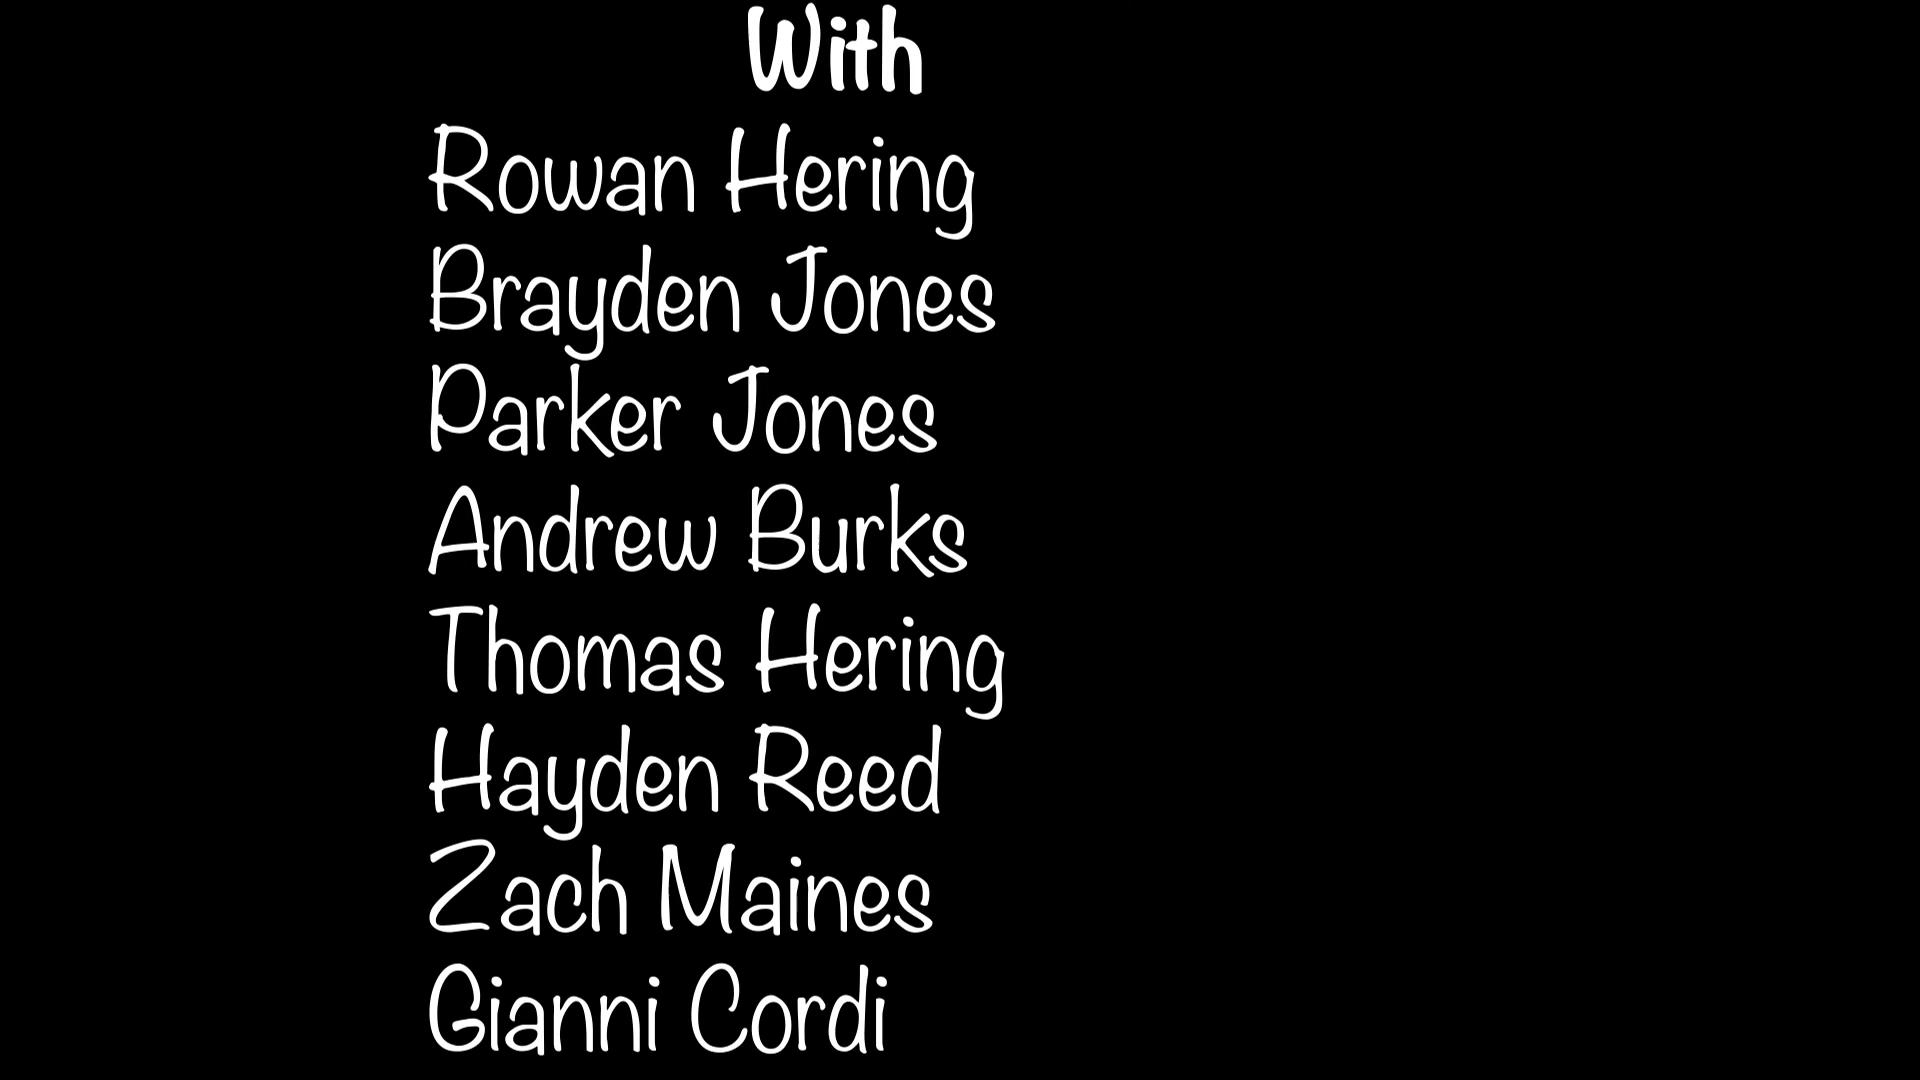 With
Rowan Hering
Brayden Jones
Parker Jones
Andrew Burks
Thomas Hering
Hayden Reed
Zach Maines
Gianni Cordi